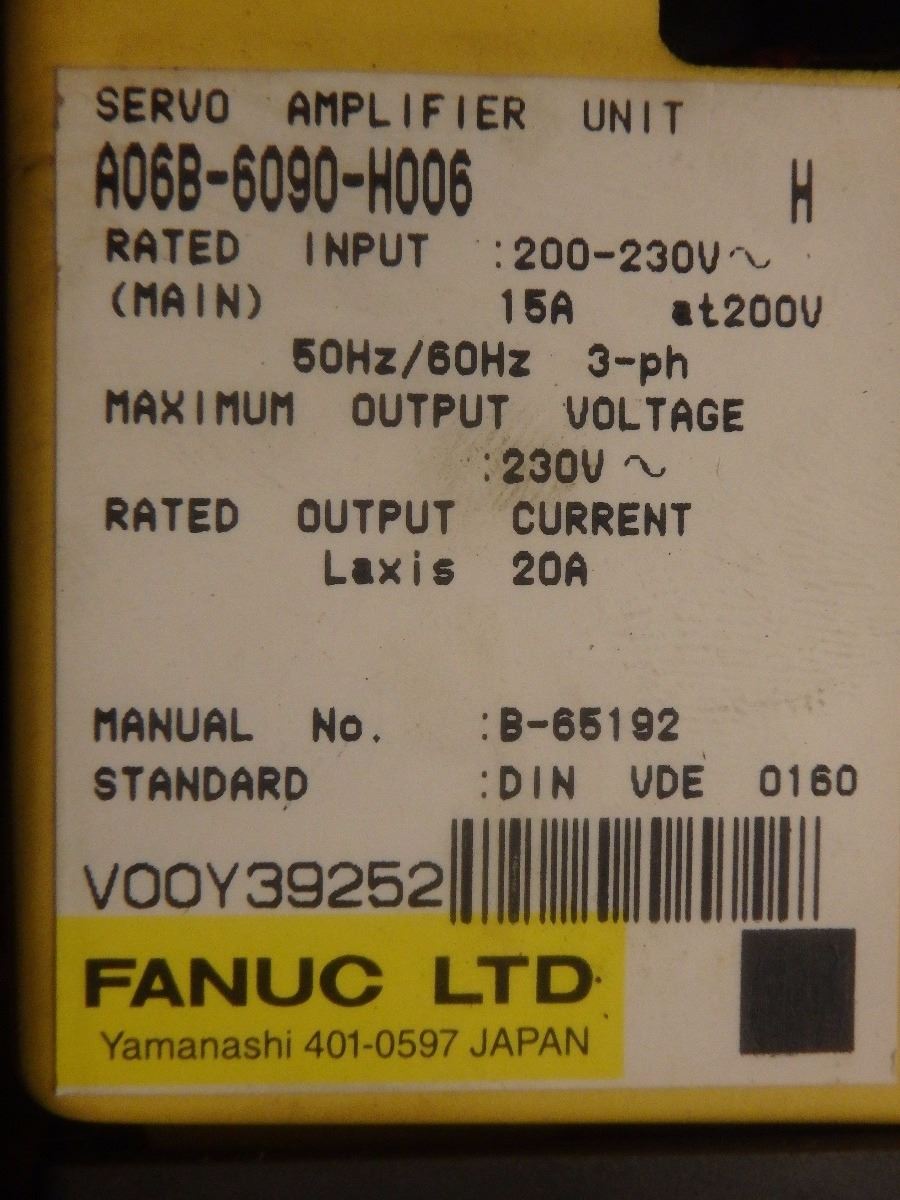 SERVO AMPLIFIER UNIT
A06B-6090-H006 H
RATED INPUT :200-230V~
(MAIN) 15A at200V
50Hz/60Hz 3-ph
MAXIMUM OUTPUT VOLTAGE
:230V ~
RATED OUTPUT CURRENT
Laxis 20A
MANUAL No. :B-65192
STANDARD :DIN VDE 0160
V00Y39252
FANUC LTD
Yamanashi 401-0597 JAPAN